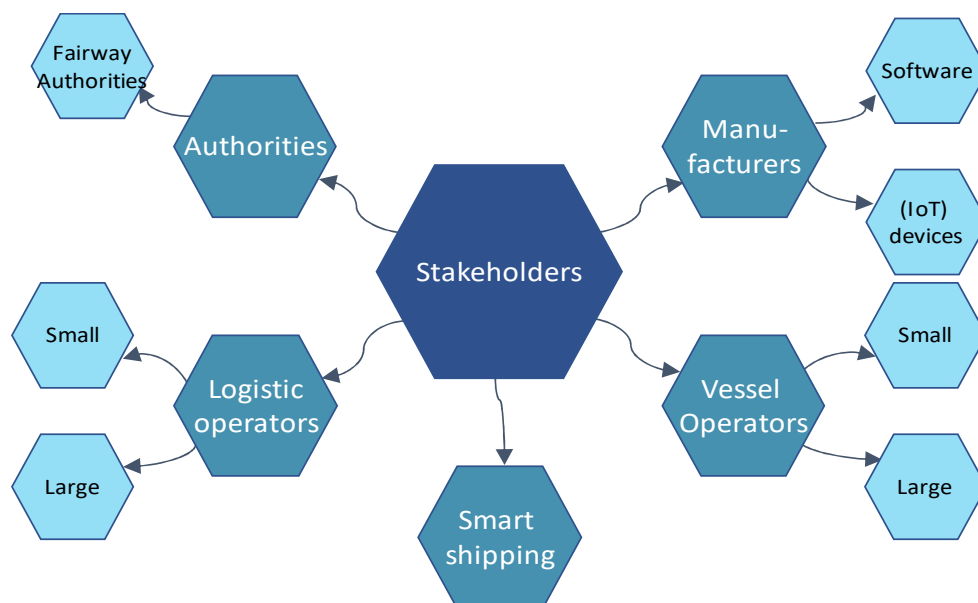 Fairway
Authorities
Authorities
Manu-
facturers
Software
(IoT)
devices
Stakeholders
Small
Large
Logistic
operators
Smart
shipping
Vessel
Operators
Small
Large